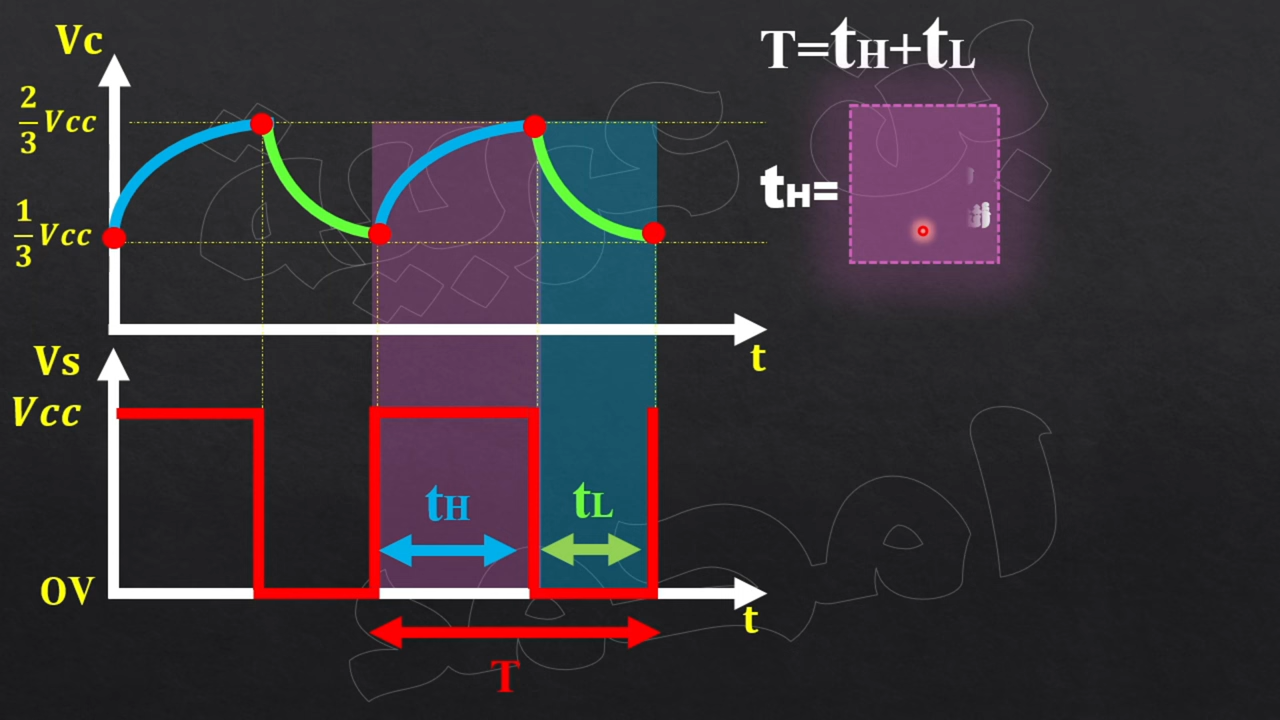 Vc
2/3 Vcc
1/3 Vcc
t
Vs
Vcc
OV
tH
tL
t
T
T=tH+tL
tH=